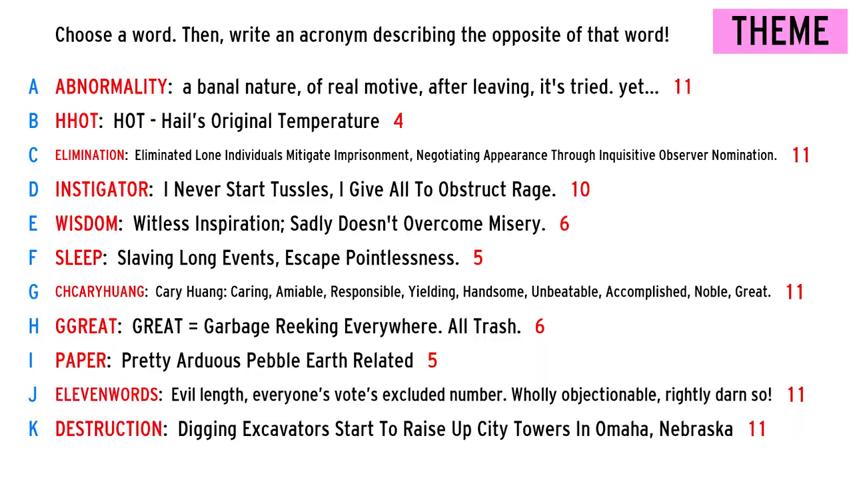 Choose a word. Then, write an acronym describing the opposite of that word! THEME
A ABNORMALITY: a banal nature, of real motive, after leaving, it's tried. yet... 11
B HHOT: HOT - Hail's Original Temperature 4
C ELIMINATION: Eliminated Lone Individuals Mitigate Imprisonment, Negotiating Appearance Through Inquisitive Observer Nomination. 11
D INSTIGATOR: I Never Start Tussles, I Give All To Obstruct Rage. 10
E WISDOM: Witless Inspiration; Sadly Doesn't Overcome Misery. 6
F SLEEP: Slaving Long Events, Escape Pointlessness. 5
G CHCARYHUANG: Cary Huang: Caring, Amiable, Responsible, Yielding, Handsome, Unbeatable, Accomplished, Noble, Great. 11
H GGREAT: GREAT = Garbage Reeking Everywhere. All Trash. 6
I PAPER: Pretty Arduous Pebble Earth Related 5
J ELEVENWORDS: Evil length, everyone's vote's excluded number. Wholly objectionable, rightly darn so! 11
K DESTRUCTION: Digging Excavators Start To Raise Up City Towers In Omaha, Nebraska 11